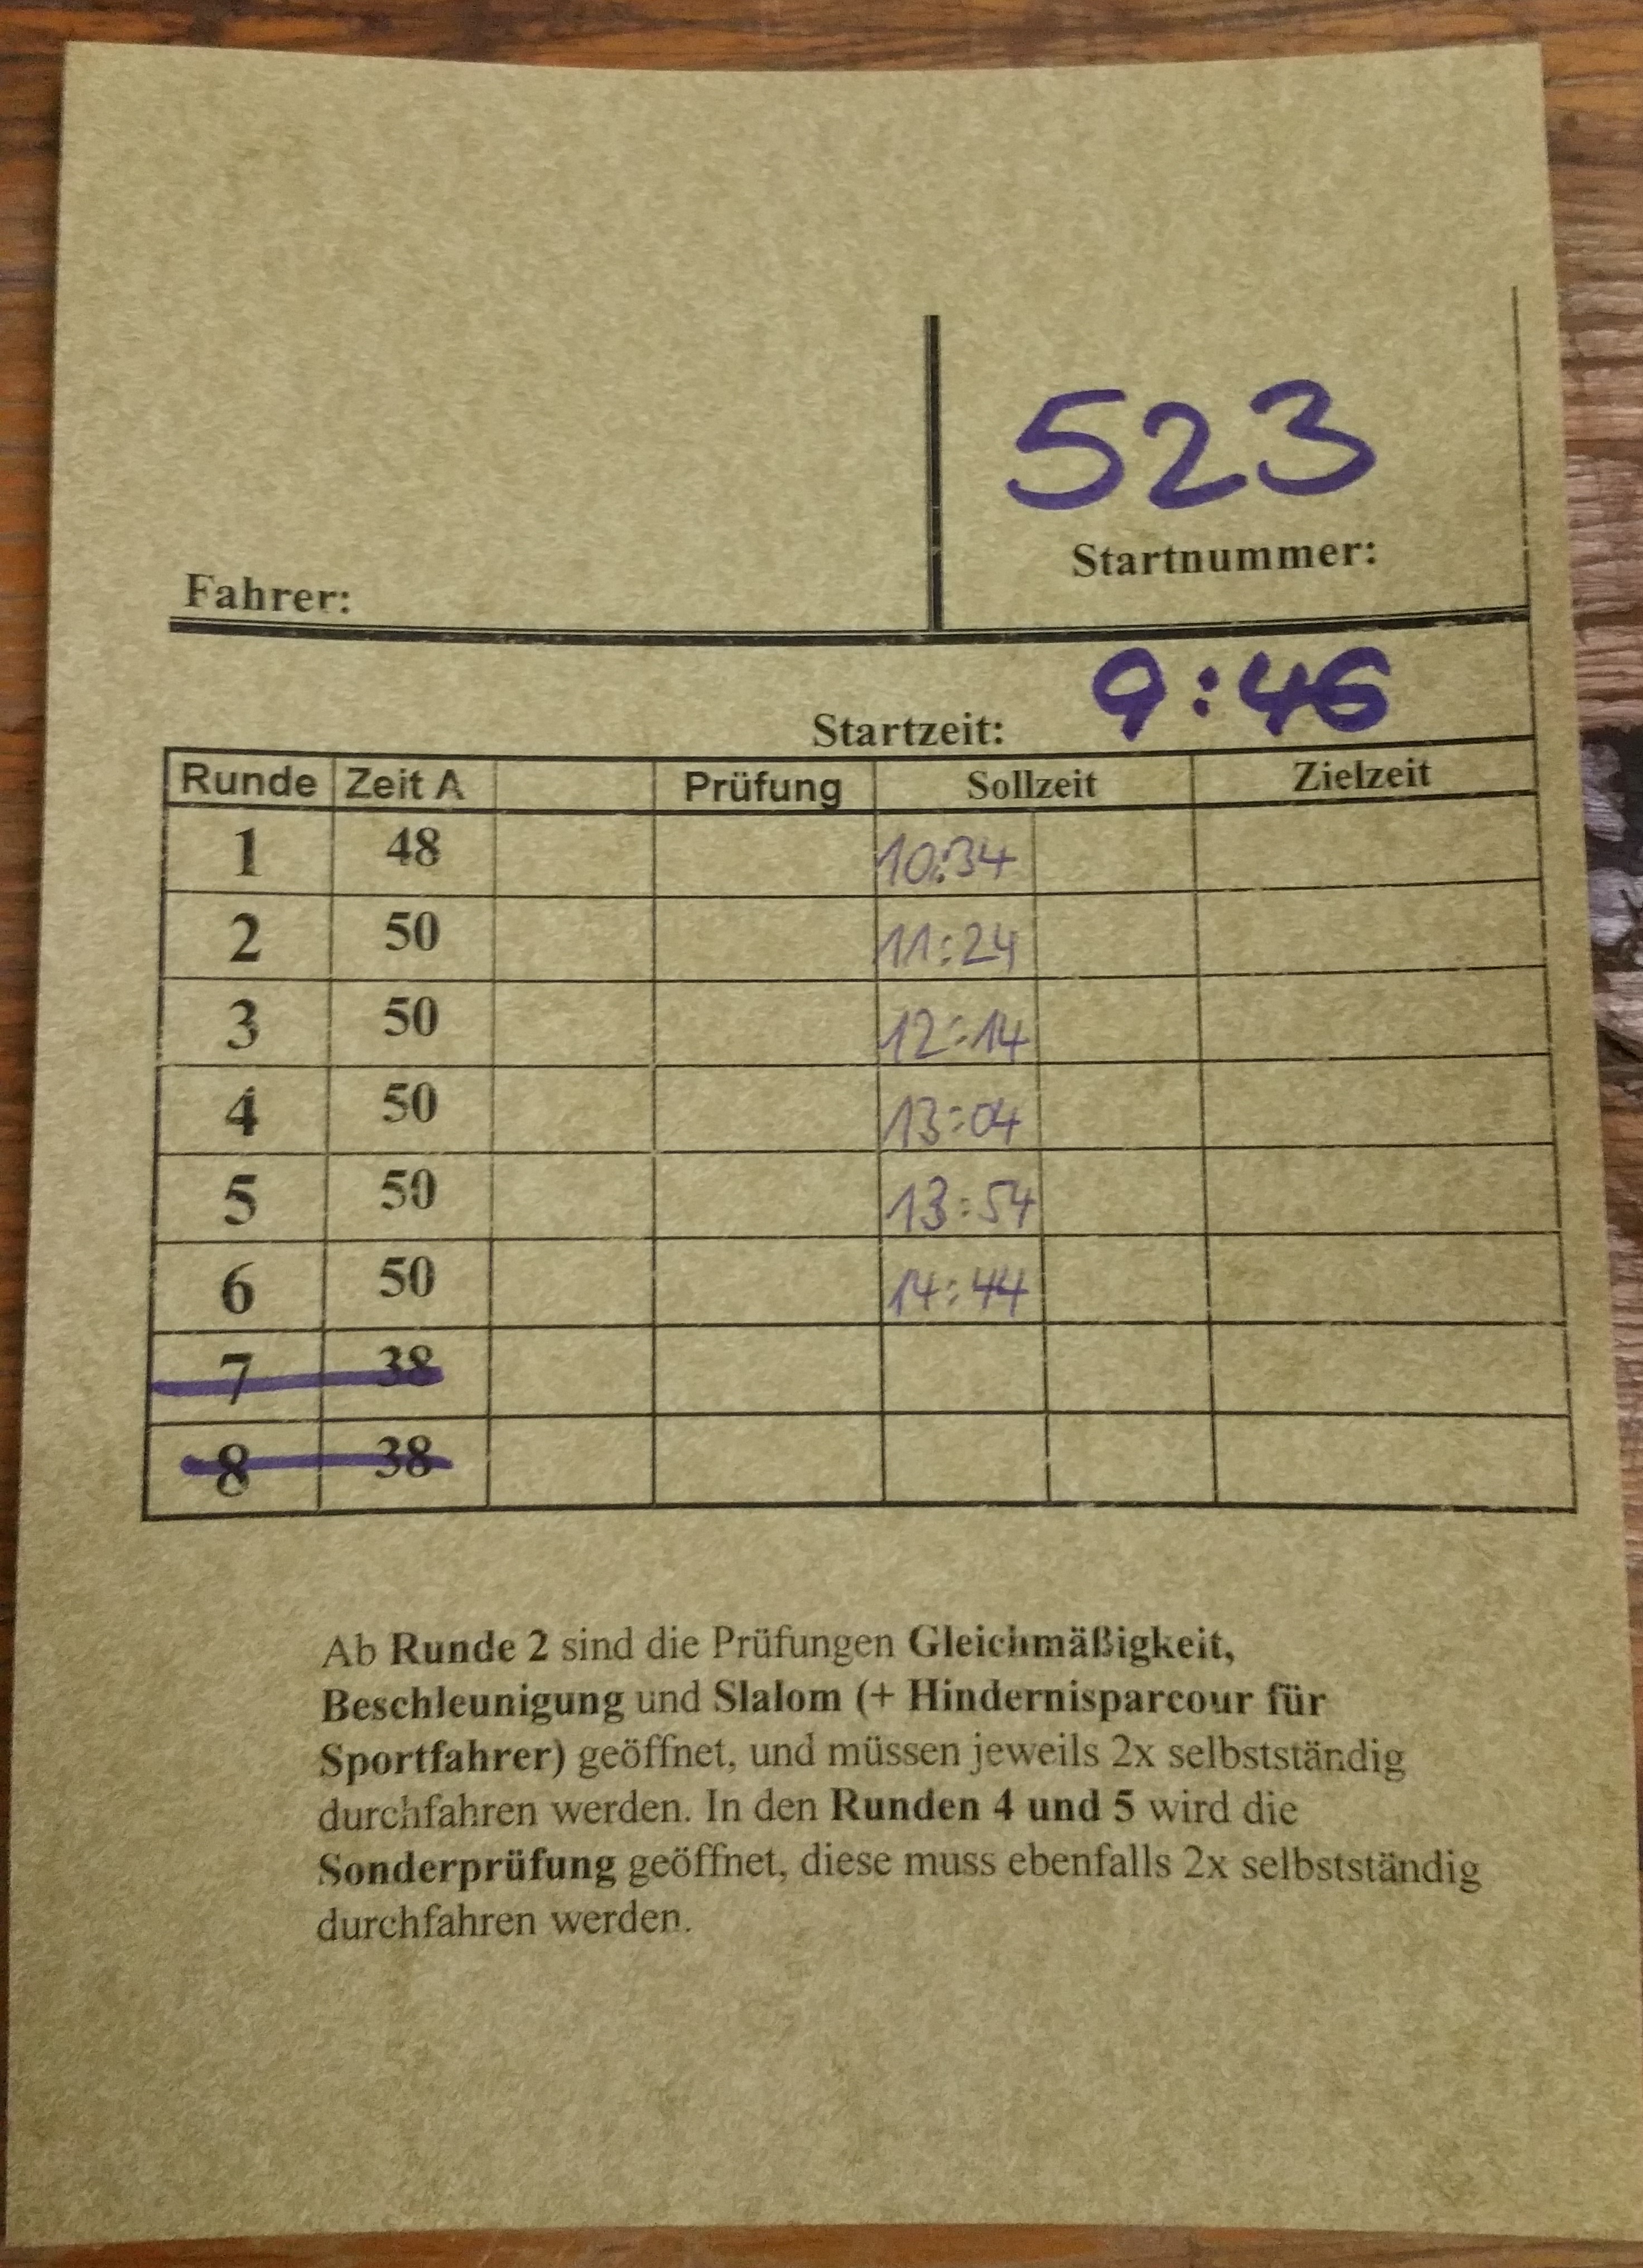 523
Startnummer:
Fahrer:
9:46
Startzeit:
Runde Zeit A Prüfung Sollzeit Zielzeit
1 48 10:34
2 50 11:24
3 50 12:14
4 50 13:04
5 50 13:54
6 50 14:44
7 38
8 38
Ab Runde 2 sind die Prüfungen Gleichmäßigkeit,
Beschleunigung und Slalom (+ Hindernisparcour für
Sportfahrer) geöffnet, und müssen jeweils 2x selbstständig
durchfahren werden. In den Runden 4 und 5 wird die
Sonderprüfung geöffnet, diese muss ebenfalls 2x selbstständig
durchfahren werden.